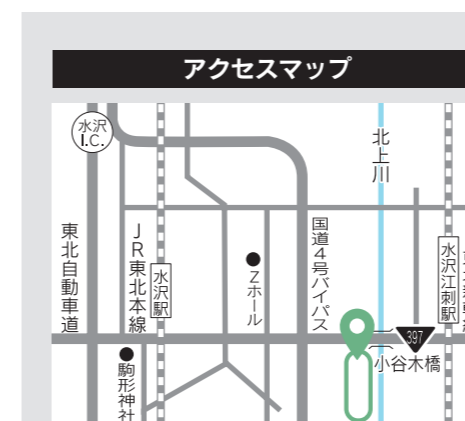 アクセスマップ
水沢
I.C.
北上川
東北自動車道
JR東北本線
水沢駅
Zホール
国道4号バイパス
水沢江刺駅
397
小谷木橋
駒形神社